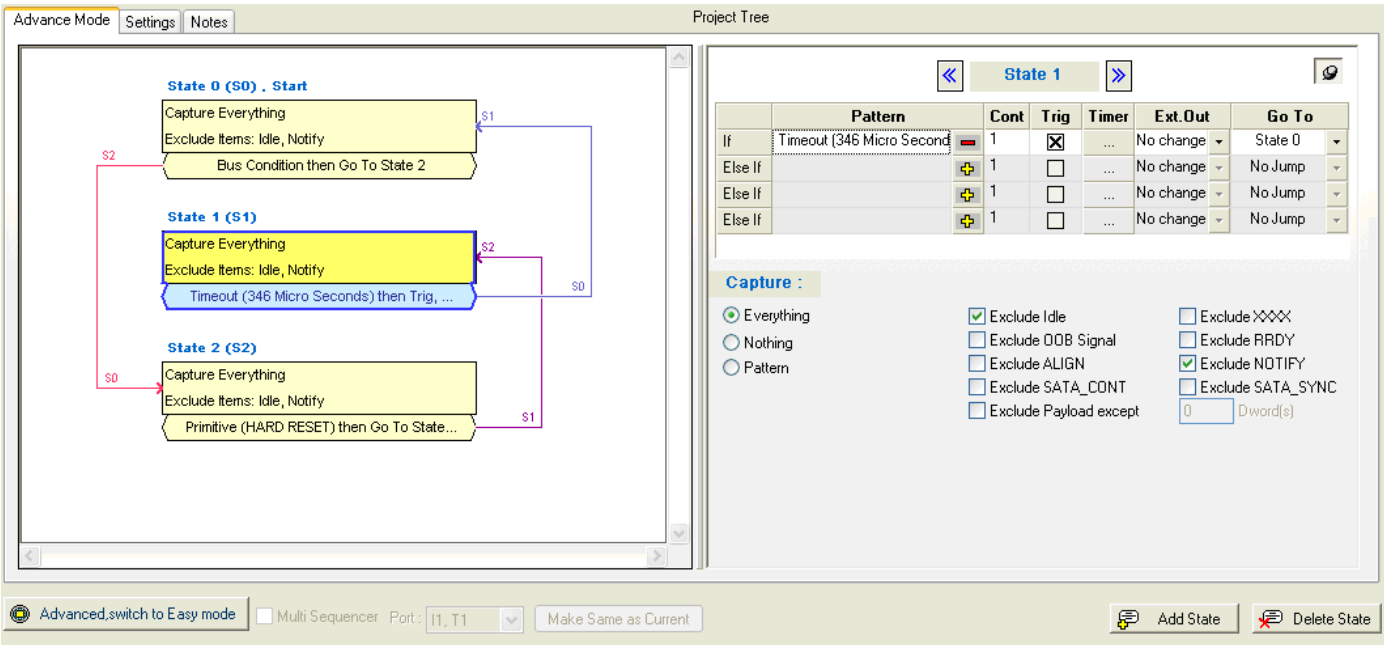 Advance Mode Settings Notes Project Tree
State 0 (S0) , Start
Capture Everything
Exclude Items: Idle, Notify
Bus Condition then Go To State 2
S1
S2
State 1 (S1)
Capture Everything
Exclude Items: Idle, Notify
Timeout (346 Micro Seconds) then Trig, ...
S2
S0
State 2 (S2)
Capture Everything
Exclude Items: Idle, Notify
Primitive (HARD RESET) then Go To State...
S0
S1
State 1
Pattern Cont Trig Timer Ext.Out Go To
If Timeout (346 Micro Second 1 ... No change State 0
Else If 1 ... No change No Jump
Else If 1 ... No change No Jump
Else If 1 ... No change No Jump
Capture :
Everything
Nothing
Pattern
Exclude Idle
Exclude OOB Signal
Exclude ALIGN
Exclude SATA_CONT
Exclude Payload except
Exclude XXXX
Exclude RRDY
Exclude NOTIFY
Exclude SATA_SYNC
0 Dword(s)
Advanced,switch to Easy mode Multi Sequencer Port : I1, T1 Make Same as Current Add State Delete State